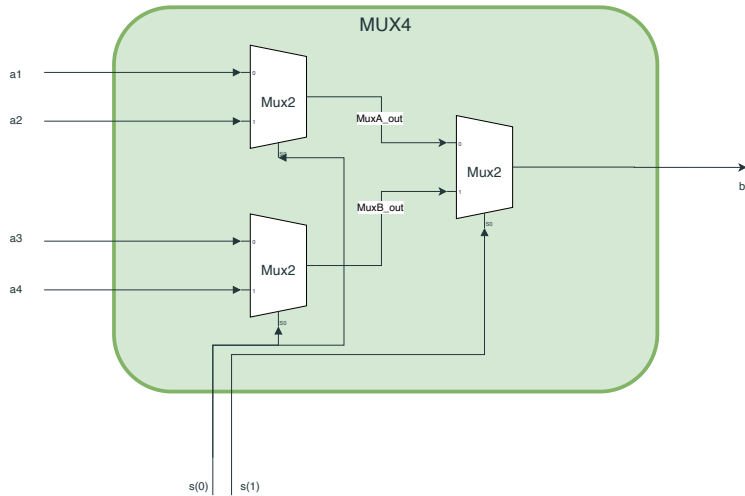 MUX4
a1
0
Mux2
a2
1
S0
MuxA_out
0
Mux2
1
S0
b
MuxB_out
a3
0
Mux2
a4
1
S0
s(0)
s(1)